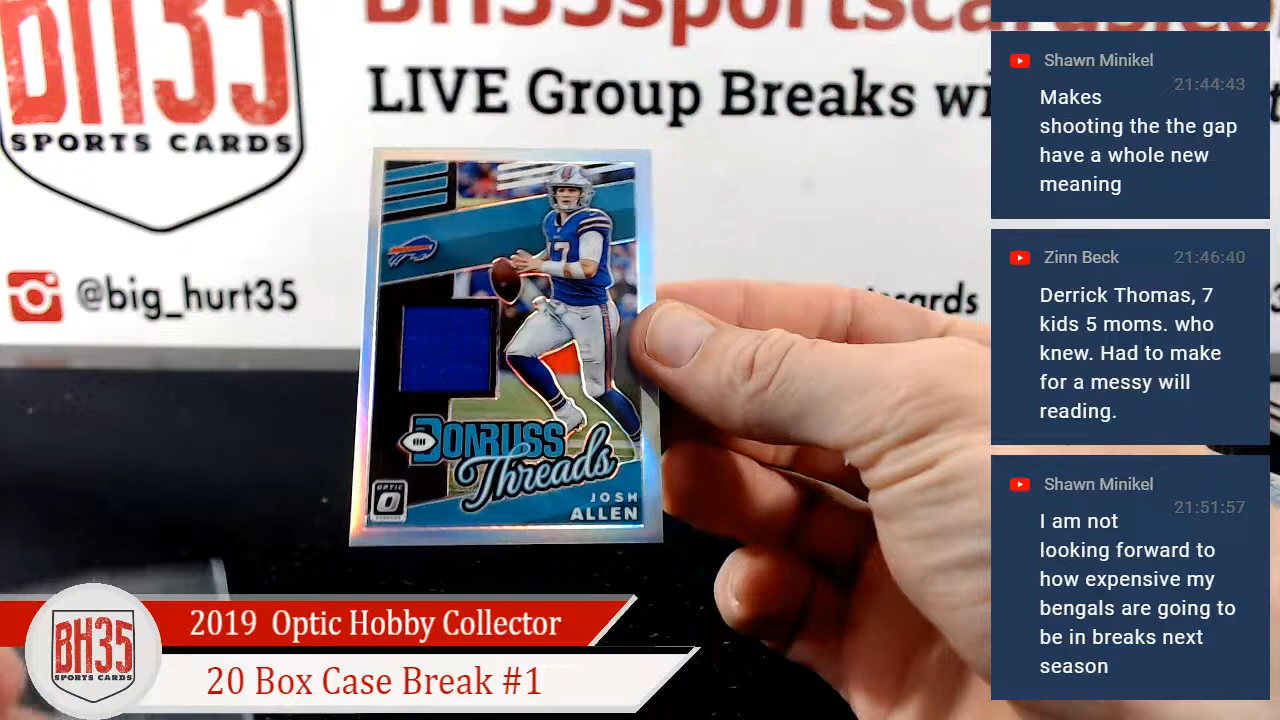 BH35sportscards.co
BH35
SPORTS CARDS
LIVE Group Breaks wi
@big_hurt35
17
DONRUSS
Threads
OPTIC
JOSH
ALLEN
BH35
SPORTS CARDS
2019 Optic Hobby Collector
20 Box Case Break #1
Shawn Minikel
21:44:43
Makes
shooting the the gap
have a whole new
meaning
Zinn Beck 21:46:40
Derrick Thomas, 7
kids 5 moms. who
knew. Had to make
for a messy will
reading.
Shawn Minikel
21:51:57
I am not
looking forward to
how expensive my
bengals are going to
be in breaks next
season